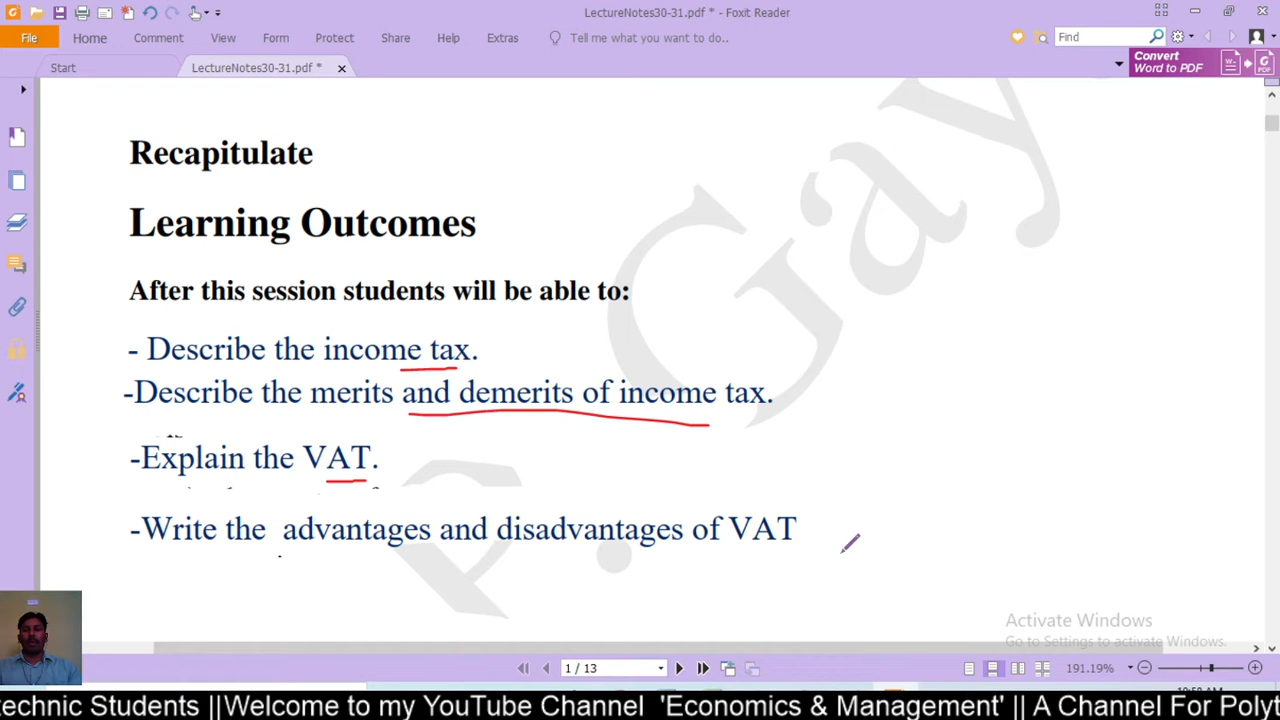 LectureNotes30-31.pdf * - Foxit Reader
File Home Comment View Form Protect Share Help Extras Tell me what you want to do.. Find
Start LectureNotes30-31.pdf *
Convert
Word to PDF
Recapitulate
Learning Outcomes
After this session students will be able to:
- Describe the income tax.
-Describe the merits and demerits of income tax.
-Explain the VAT.
-Write the advantages and disadvantages of VAT
P. Gay
Activate Windows
Go to Settings to activate Windows.
1 / 13
191.19%
technic Students ||Welcome to my YouTube Channel 'Economics & Management' || A Channel For Polyt